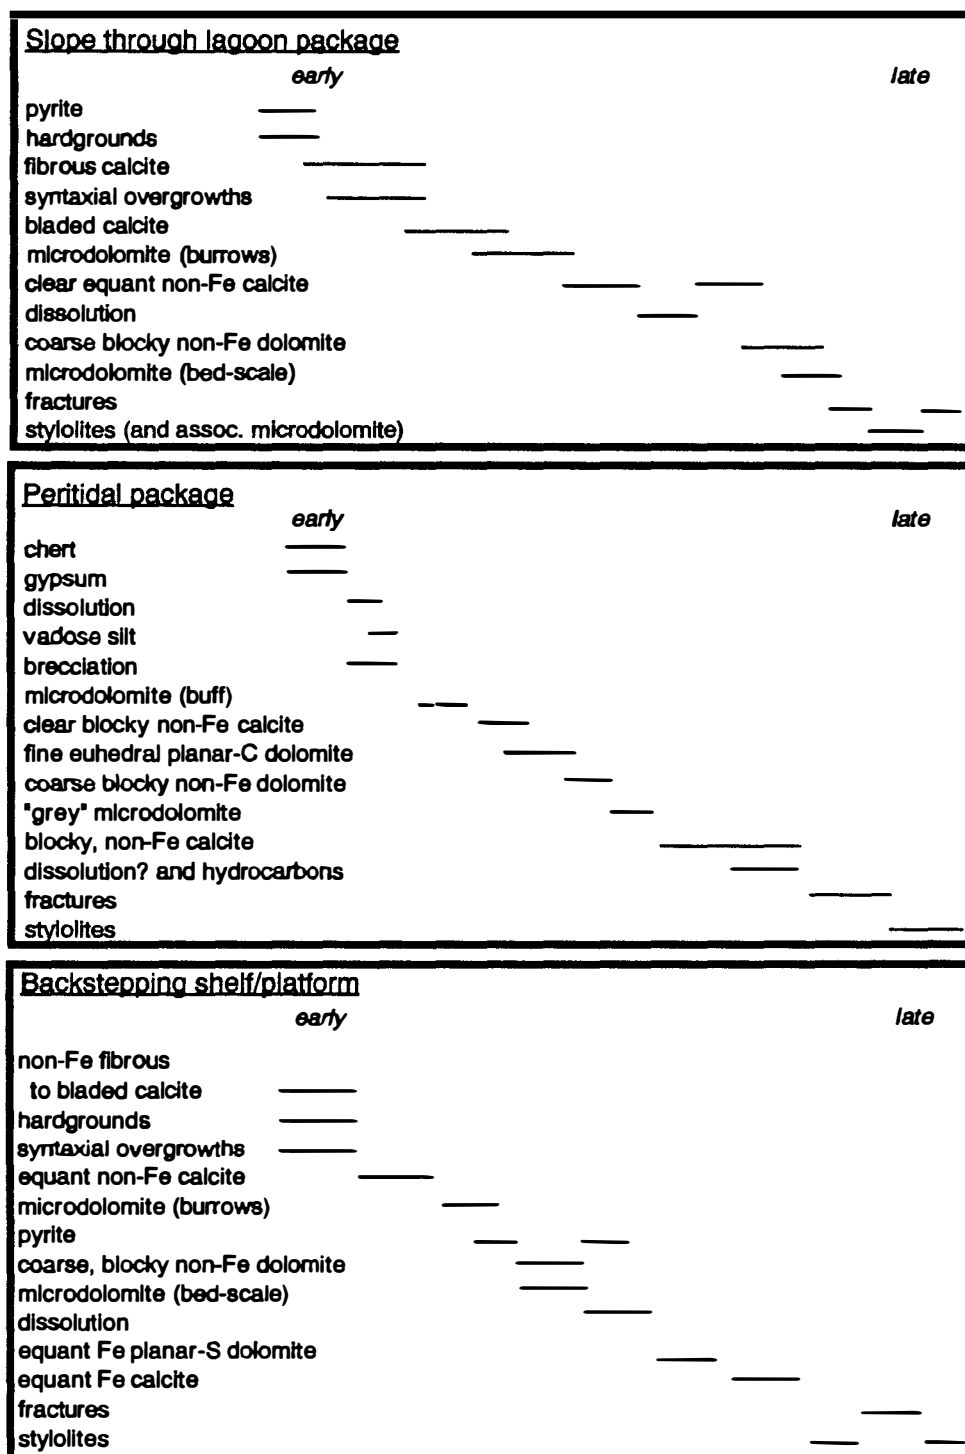 Slope through lagoon package
early late
pyrite
hardgrounds
fibrous calcite
syntaxial overgrowths
bladed calcite
microdolomite (burrows)
clear equant non-Fe calcite
dissolution
coarse blocky non-Fe dolomite
microdolomite (bed-scale)
fractures
stylolites (and assoc. microdolomite)
Peritidal package
early late
chert
gypsum
dissolution
vadose silt
brecciation
microdolomite (buff)
clear blocky non-Fe calcite
fine euhedral planar-C dolomite
coarse blocky non-Fe dolomite
"grey" microdolomite
blocky, non-Fe calcite
dissolution? and hydrocarbons
fractures
stylolites
Backstepping shelf/platform
early late
non-Fe fibrous
to bladed calcite
hardgrounds
syntaxial overgrowths
equant non-Fe calcite
microdolomite (burrows)
pyrite
coarse, blocky non-Fe dolomite
microdolomite (bed-scale)
dissolution
equant Fe planar-S dolomite
equant Fe calcite
fractures
stylolites